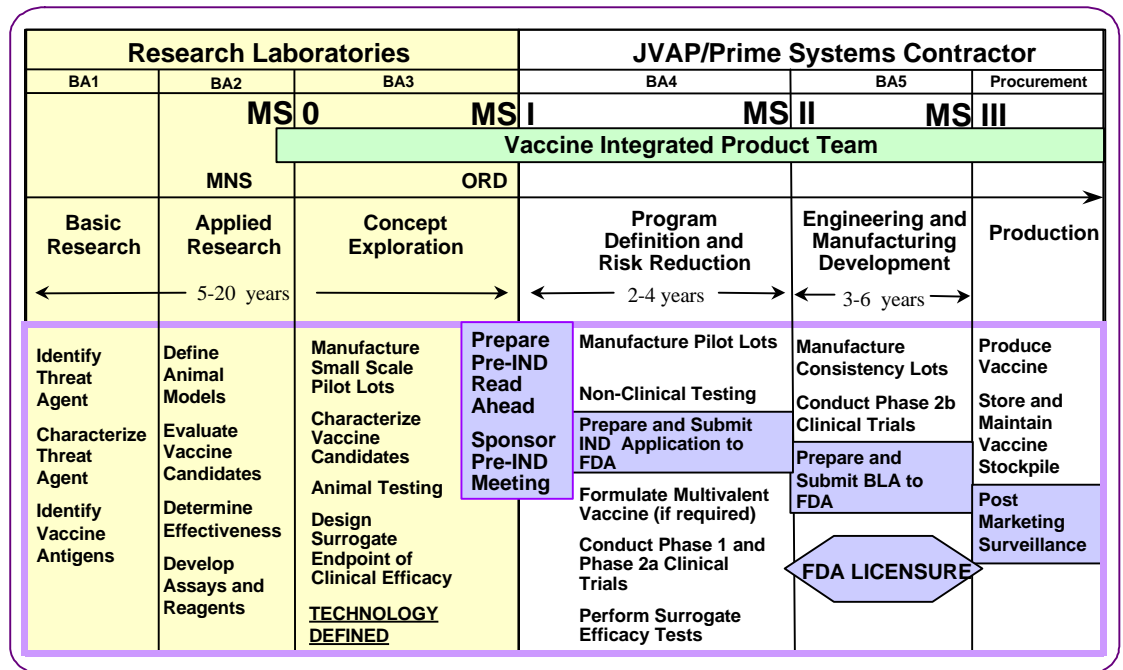 Research Laboratories
JVAP/Prime Systems Contractor
BA1
BA2
BA3
BA4
BA5
Procurement
MS 0
MS I
MS II
MS III
Vaccine Integrated Product Team
MNS
ORD
Basic
Research
Applied
Research
Concept
Exploration
Program
Definition and
Risk Reduction
Engineering and
Manufacturing
Development
Production
5-20 years
2-4 years
3-6 years
Identify
Threat
Agent
Characterize
Threat
Agent
Identify
Vaccine
Antigens
Define
Animal
Models
Evaluate
Vaccine
Candidates
Determine
Effectiveness
Develop
Assays and
Reagents
Manufacture
Small Scale
Pilot Lots
Characterize
Vaccine
Candidates
Animal Testing
Design
Surrogate
Endpoint of
Clinical Efficacy
TECHNOLOGY
DEFINED
Prepare
Pre-IND
Read
Ahead
Sponsor
Pre-IND
Meeting
Manufacture Pilot Lots
Non-Clinical Testing
Prepare and Submit
IND Application to
FDA
Formulate Multivalent
Vaccine (if required)
Conduct Phase 1 and
Phase 2a Clinical
Trials
Perform Surrogate
Efficacy Tests
Manufacture
Consistency Lots
Conduct Phase 2b
Clinical Trials
Prepare and
Submit BLA to
FDA
FDA LICENSURE
Produce
Vaccine
Store and
Maintain
Vaccine
Stockpile
Post
Marketing
Surveillance